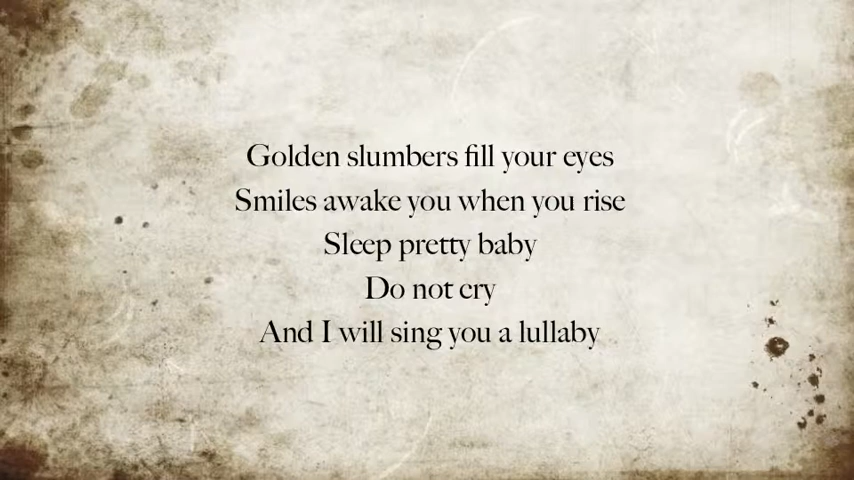 Golden slumbers fill your eyes
Smiles awake you when you rise
Sleep pretty baby
Do not cry
And I will sing you a lullaby